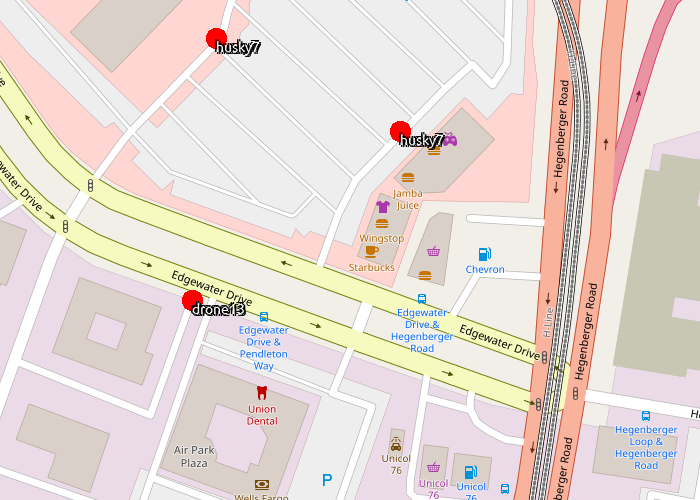 husky7
husky7
Hegenberger Road
Jamba
Juice
Wingstop
Starbucks
Chevron
water Drive
Edgewater Drive
drone13
Edgewater
Drive &
Pendleton
Way
Edgewater
Drive &
Hegenberger
Road
Edgewater Drive
H-Line
Hegenberger Road
Union
Dental
Air Park
Plaza
P
Unicol
76
Unicol
76
Unicol
76
Wells Fargo
Hegenberger
Loop &
Hegenberger
Road
berger Road